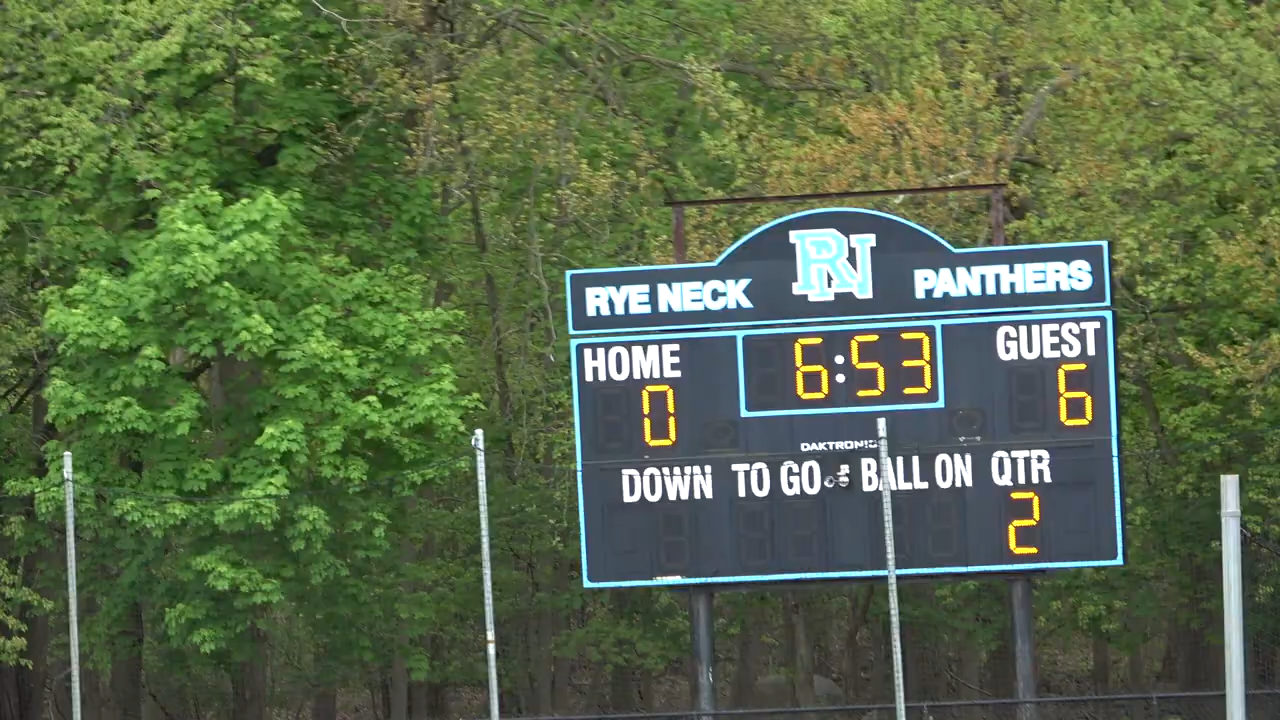 RN
RYE NECK PANTHERS
HOME 6:53 GUEST
0 6
DAKTRONICS
DOWN TO GO BALL ON QTR
2